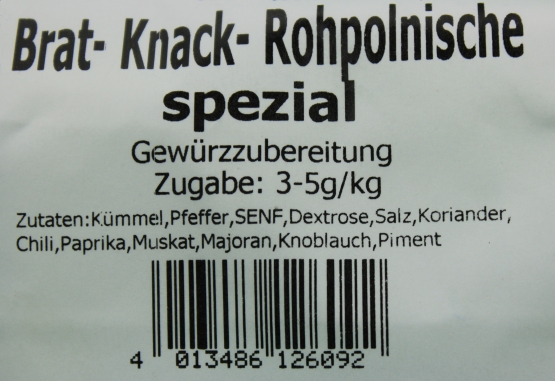 Brat- Knack- Rohpolnische
spezial
Gewürzzubereitung
Zugabe: 3-5g/kg
Zutaten:Kümmel,Pfeffer,SENF,Dextrose,Salz,Koriander,
Chili,Paprika,Muskat,Majoran,Knoblauch,Piment
4 013486 126092